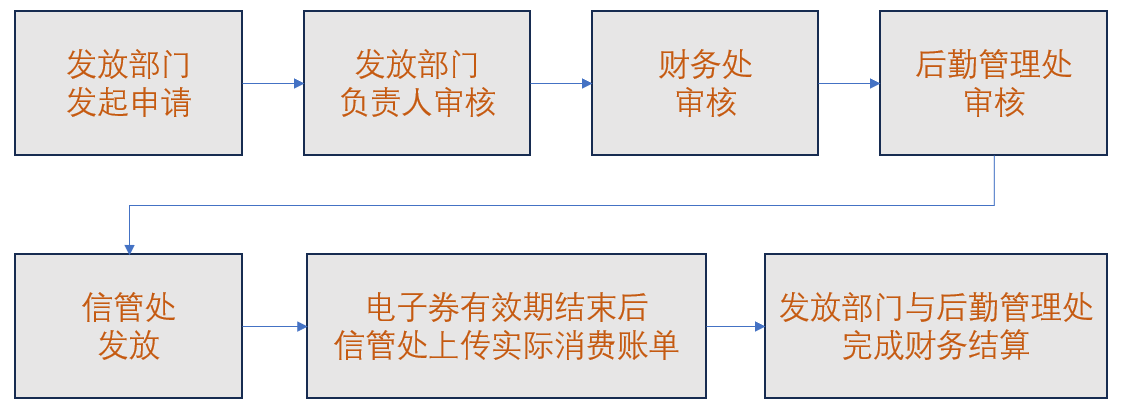 发放部门
发起申请
发放部门
负责人审核
财务处
审核
后勤管理处
审核
信管处
发放
电子券有效期结束后
信管处上传实际消费账单
发放部门与后勤管理处
完成财务结算